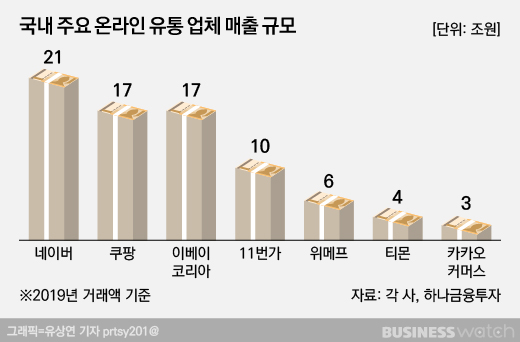 국내 주요 온라인 유통 업체 매출 규모
[단위: 조원]
21
17
17
10
6
4
3
네이버
쿠팡
이베이
코리아
11번가
위메프
티몬
카카오
커머스
※2019년 거래액 기준
자료: 각 사, 하나금융투자
그래픽=유상연 기자 prtsy201@
BUSINESSwatch